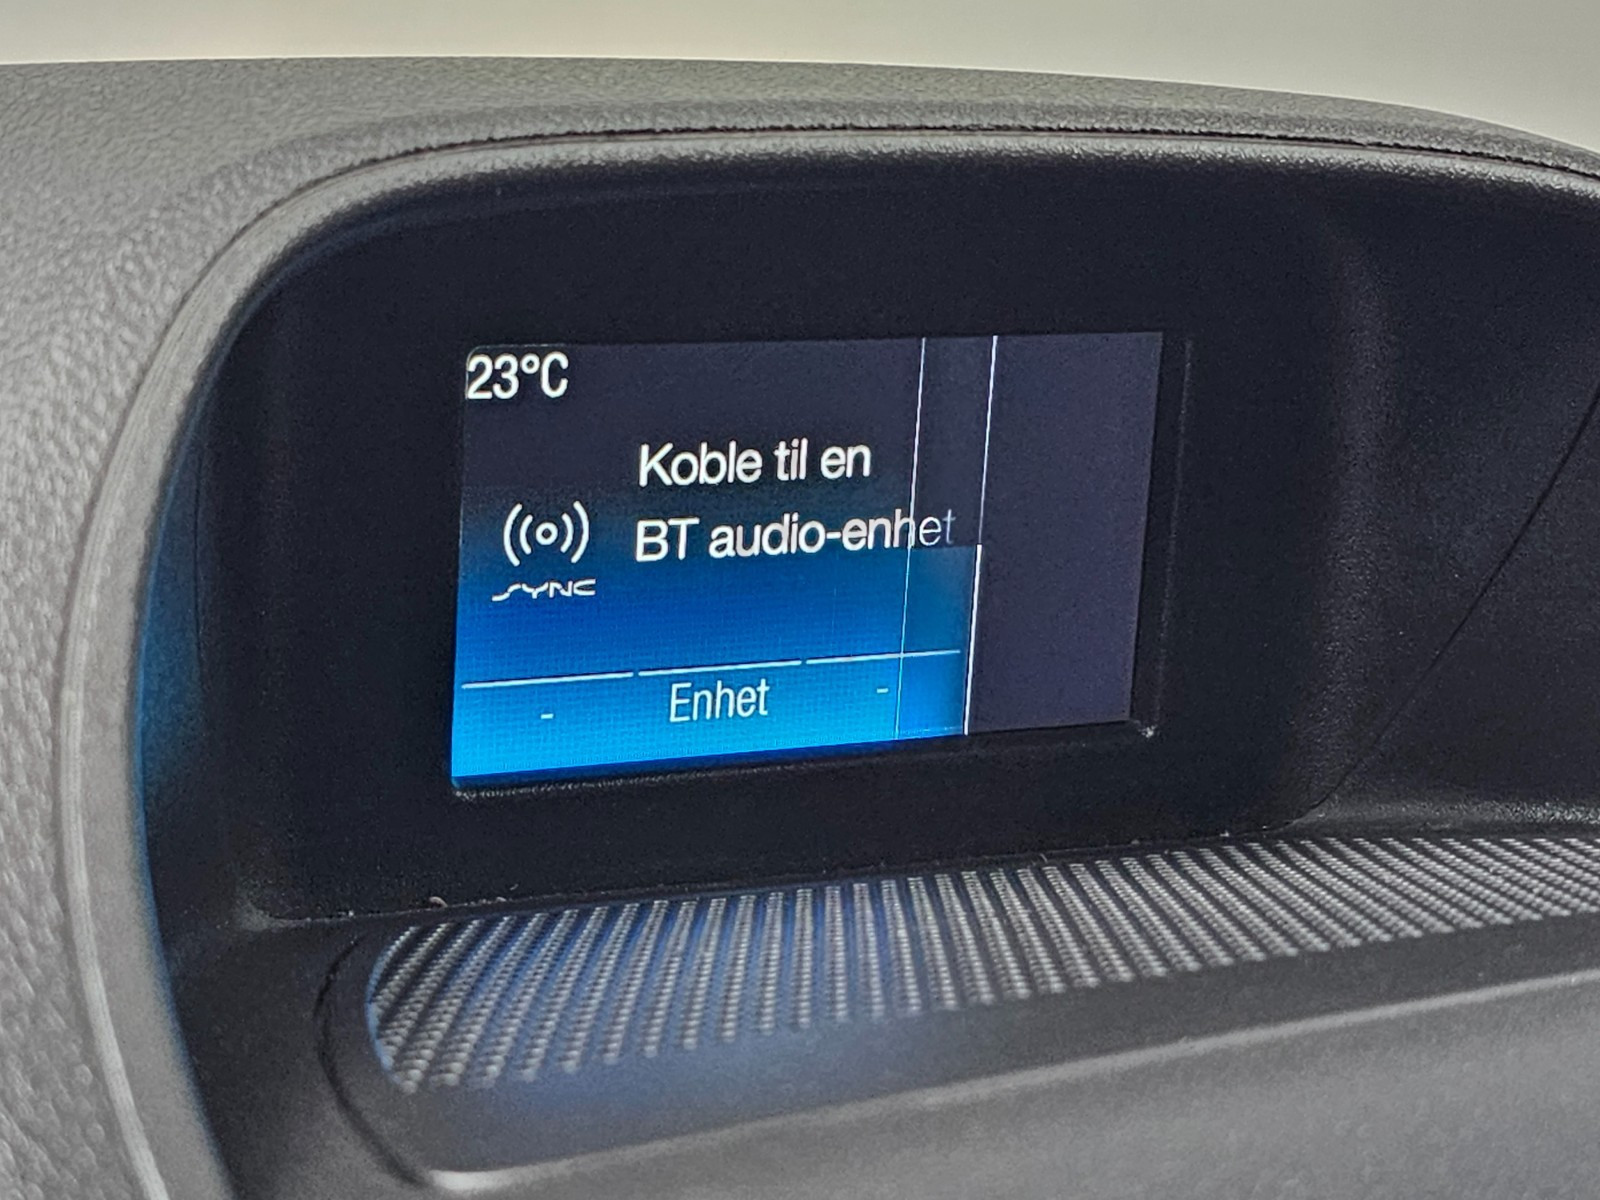 23°C
Koble til en
BT audio-enhet
SYNC
- Enhet -